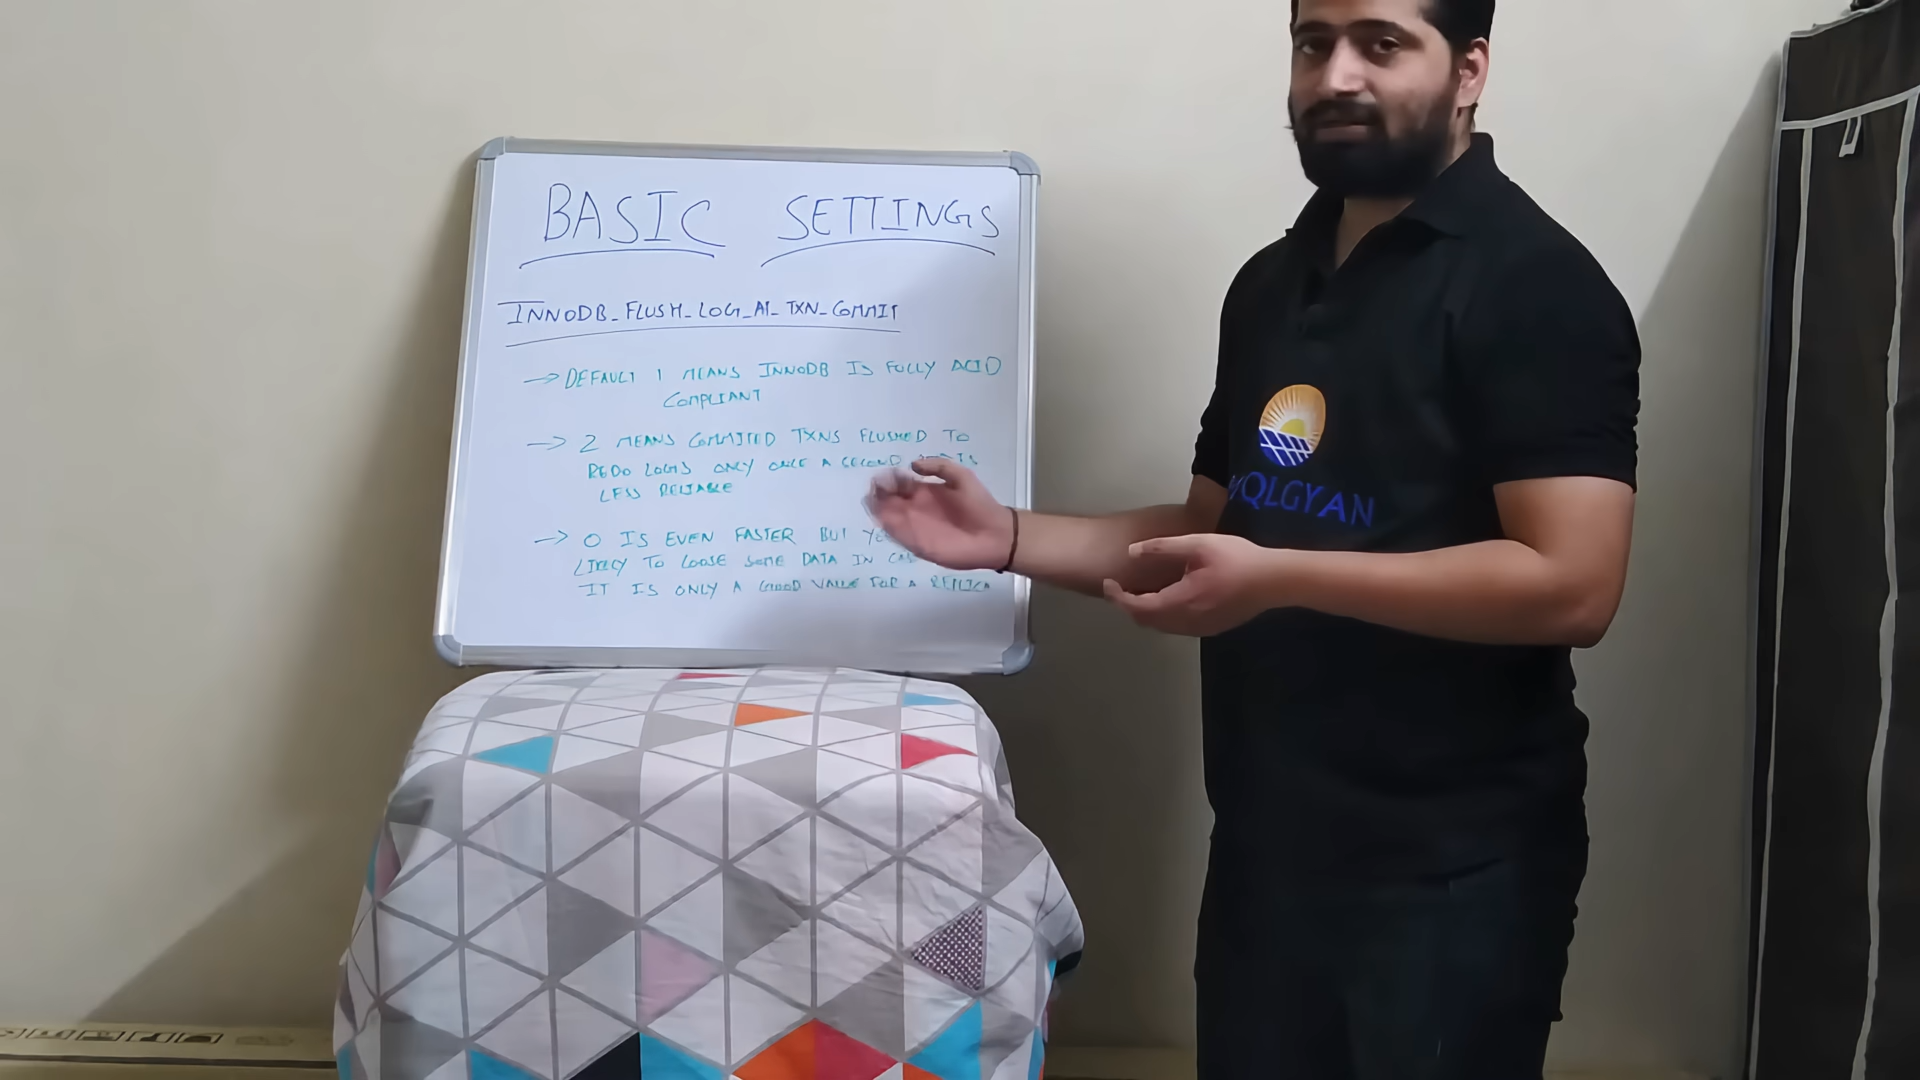 BASIC SETTINGS
INNODB_FLUSH_LOG_AT_TXN_COMMIT
→ DEFAULT 1 MEANS INNODB IS FULLY ACID
COMPLIANT
→ 2 MEANS COMMITED TXNS FLUSHED TO
REDO LOGS ONLY ONCE A SECOND
LESS RELIABLE
→ 0 IS EVEN FASTER BUT
LIKELY TO LOOSE SOME DATA IN
IT IS ONLY A GOOD VALUE FOR A REPLICA
QLGYAN